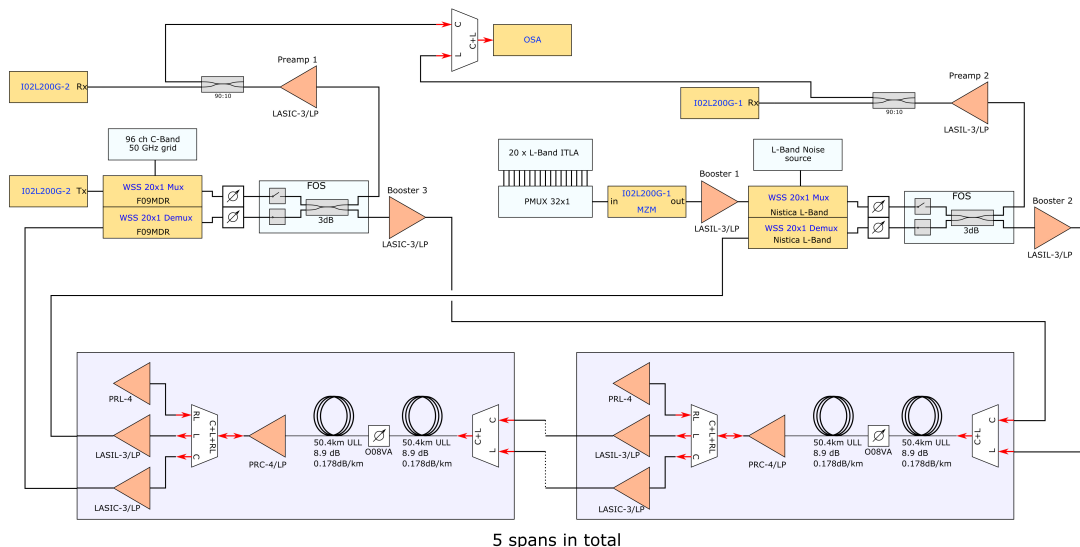 C
L
C+L
OSA
Preamp 1
LASIC-3/LP
I02L200G-2 Rx
90:10
Preamp 2
LASIL-3/LP
I02L200G-1 Rx
90:10
96 ch C-Band
50 GHz grid
I02L200G-2 Tx
WSS 20x1 Mux
F09MDR
WSS 20x1 Demux
F09MDR
FOS
3dB
Booster 3
LASIC-3/LP
20 x L-Band ITLA
PMUX 32x1
I02L200G-1
in out
MZM
Booster 1
LASIL-3/LP
L-Band Noise
source
WSS 20x1 Mux
Nistica L-Band
WSS 20x1 Demux
Nistica L-Band
FOS
3dB
Booster 2
LASIL-3/LP
PRL-4
LASIL-3/LP
LASIC-3/LP
RL
L
C
C+L+RL
PRC-4/LP
50.4km ULL
8.9 dB
0.178dB/km
O08VA
50.4km ULL
8.9 dB
0.178dB/km
C+L
C
L
PRL-4
LASIL-3/LP
LASIC-3/LP
RL
L
C
C+L+RL
PRC-4/LP
50.4km ULL
8.9 dB
0.178dB/km
O08VA
50.4km ULL
8.9 dB
0.178dB/km
C+L
C
L
5 spans in total